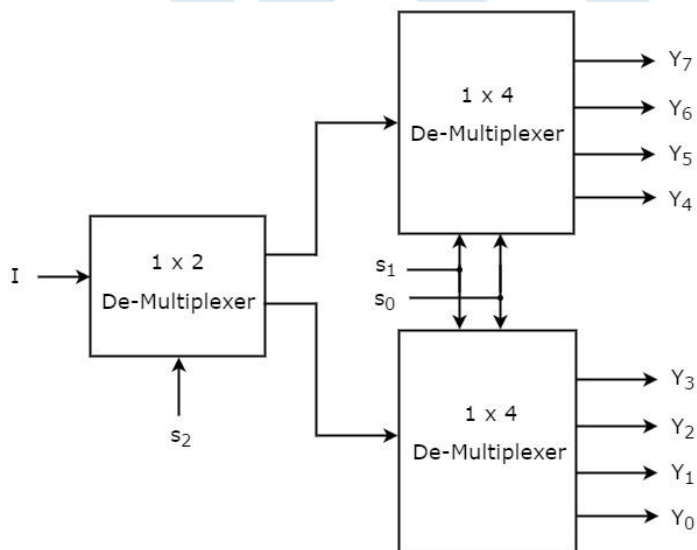 1 x 4
De-Multiplexer
Y₇
Y₆
Y₅
Y₄
I
1 x 2
De-Multiplexer
s₂
s₁
s₀
1 x 4
De-Multiplexer
Y₃
Y₂
Y₁
Y₀